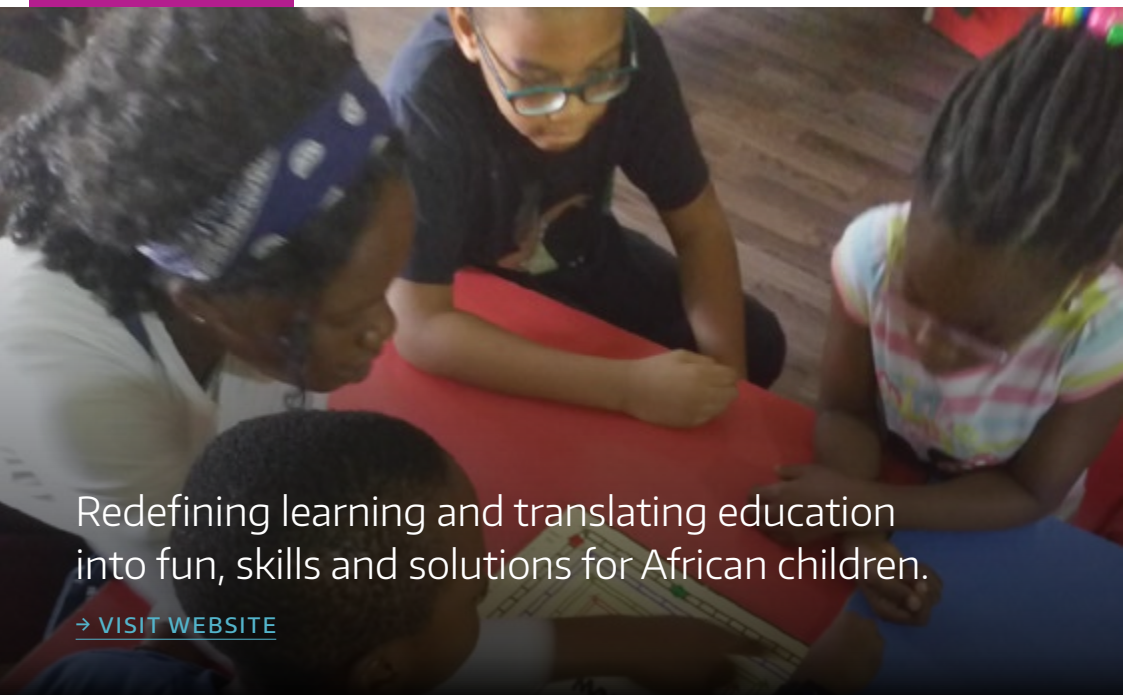 Redefining learning and translating education
into fun, skills and solutions for African children.
→ VISIT WEBSITE